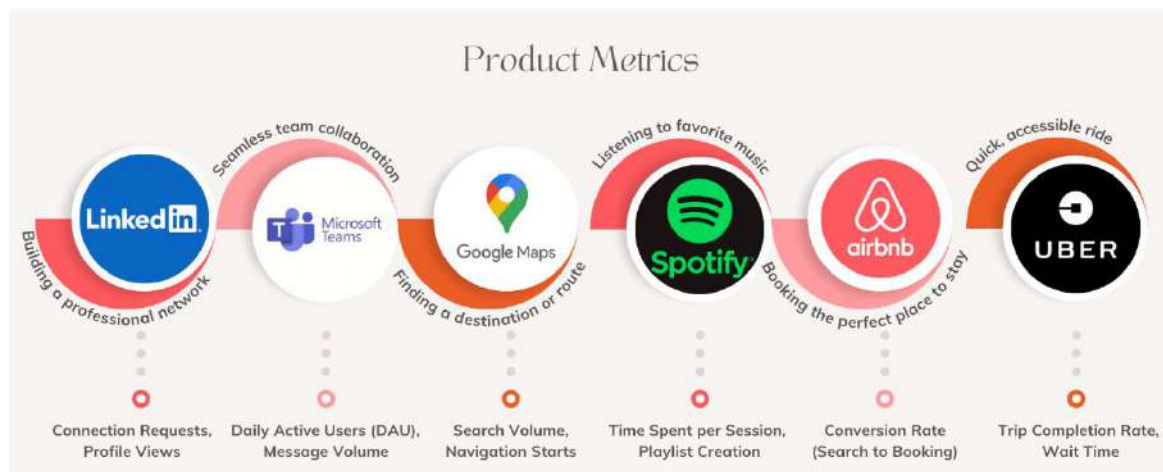 Product Metrics
Building a professional network
Linked in
Connection Requests,
Profile Views
Seamless team collaboration
Microsoft
Teams
Daily Active Users (DAU),
Message Volume
Finding a destination or route
Google Maps
Search Volume,
Navigation Starts
Listening to favorite music
Spotify
Time Spent per Session,
Playlist Creation
Booking the perfect place to stay
airbnb
Conversion Rate
(Search to Booking)
Quick, accessible ride
UBER
Trip Completion Rate,
Wait Time